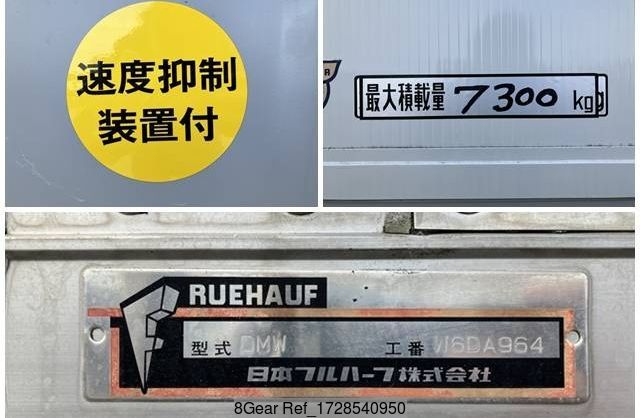 速度抑制
装置付
最大積載量 7300 kg
RUEHAUF
型式 DMW 工番 W6DA964
日本フルハーフ株式会社
8Gear Ref_1728540950